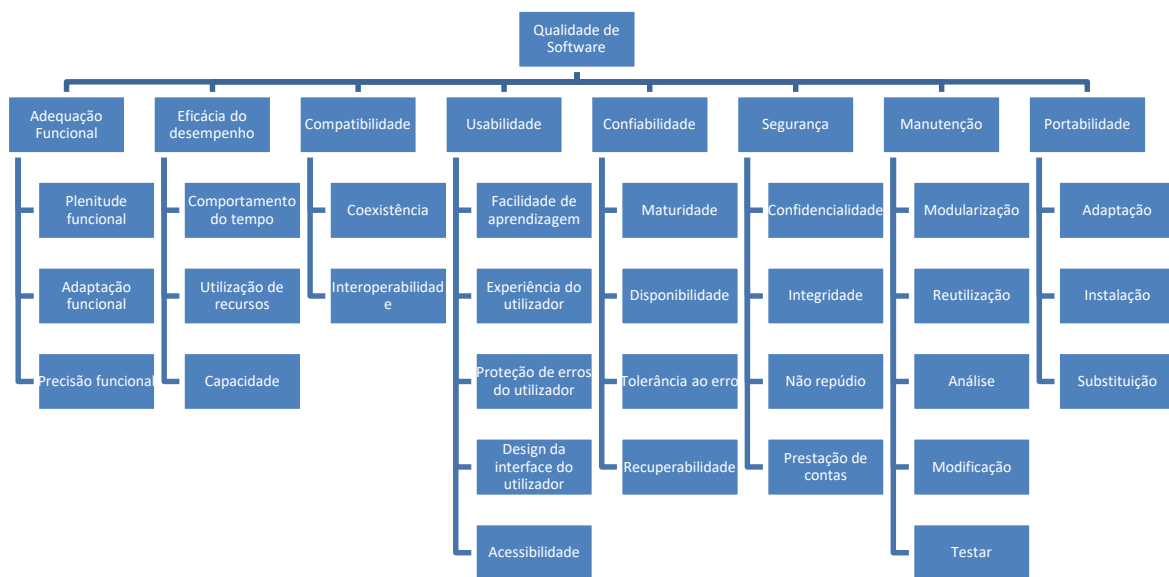 Qualidade de
Software
Adequação
Funcional
Eficácia do
desempenho
Compatibilidade
Usabilidade
Confiabilidade
Segurança
Manutenção
Portabilidade
Plenitude
funcional
Comportamento
do tempo
Coexistência
Facilidade de
aprendizagem
Maturidade
Confidencialidade
Modularização
Adaptação
Adaptação
funcional
Utilização de
recursos
Interoperabilidad
e
Experiência do
utilizador
Disponibilidade
Integridade
Reutilização
Instalação
Precisão funcional
Capacidade
Proteção de erros
do utilizador
Tolerância ao erro
Não repúdio
Análise
Substituição
Design da
interface do
utilizador
Recuperabilidade
Prestação de
contas
Modificação
Acessibilidade
Testar